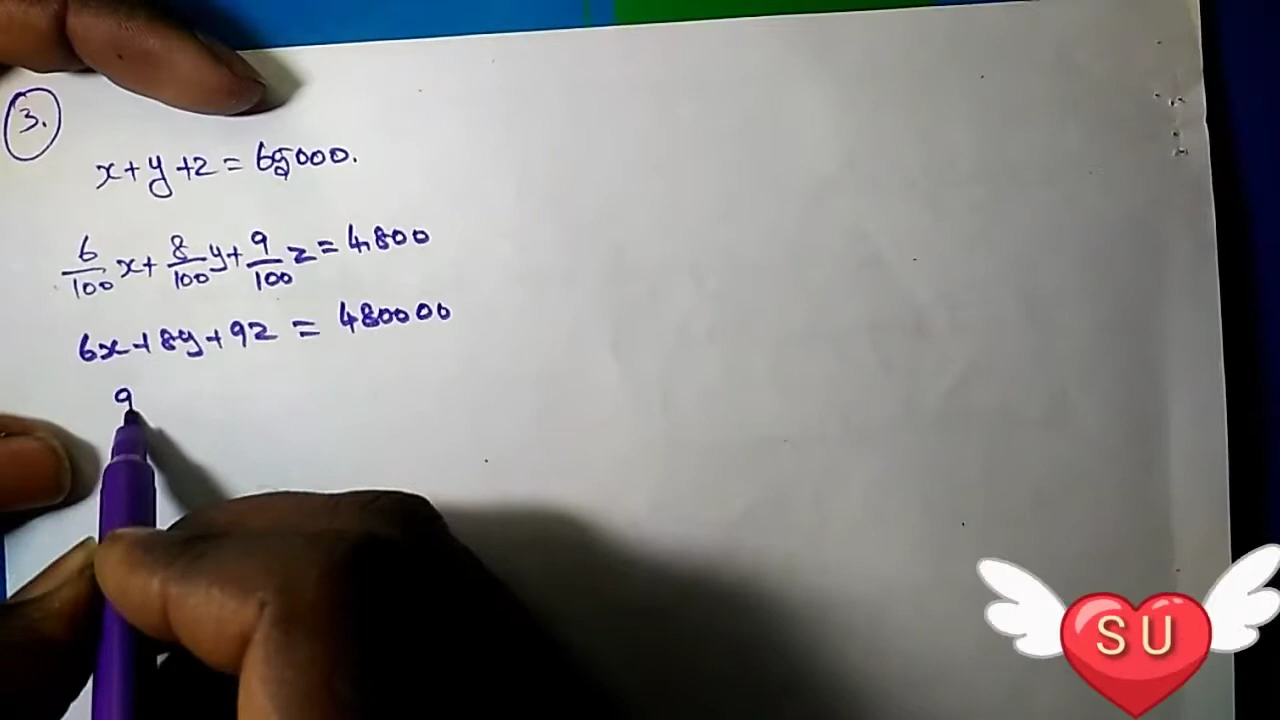 3.
x+y+z=65000.
6/100 x+ 8/100 y+ 9/100 z=4800
6x+8y+9z = 480000
9
SU